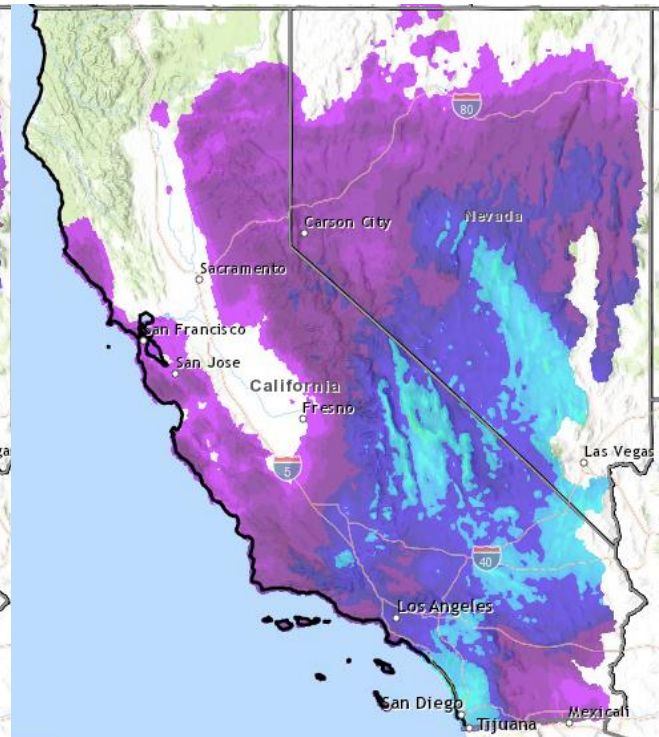 80
Carson City
Nevada
Sacramento
San Francisco
San Jose
California
Fresno
5
Las Vegas
40
Los Angeles
San Diego
Mexicali
Tijuana